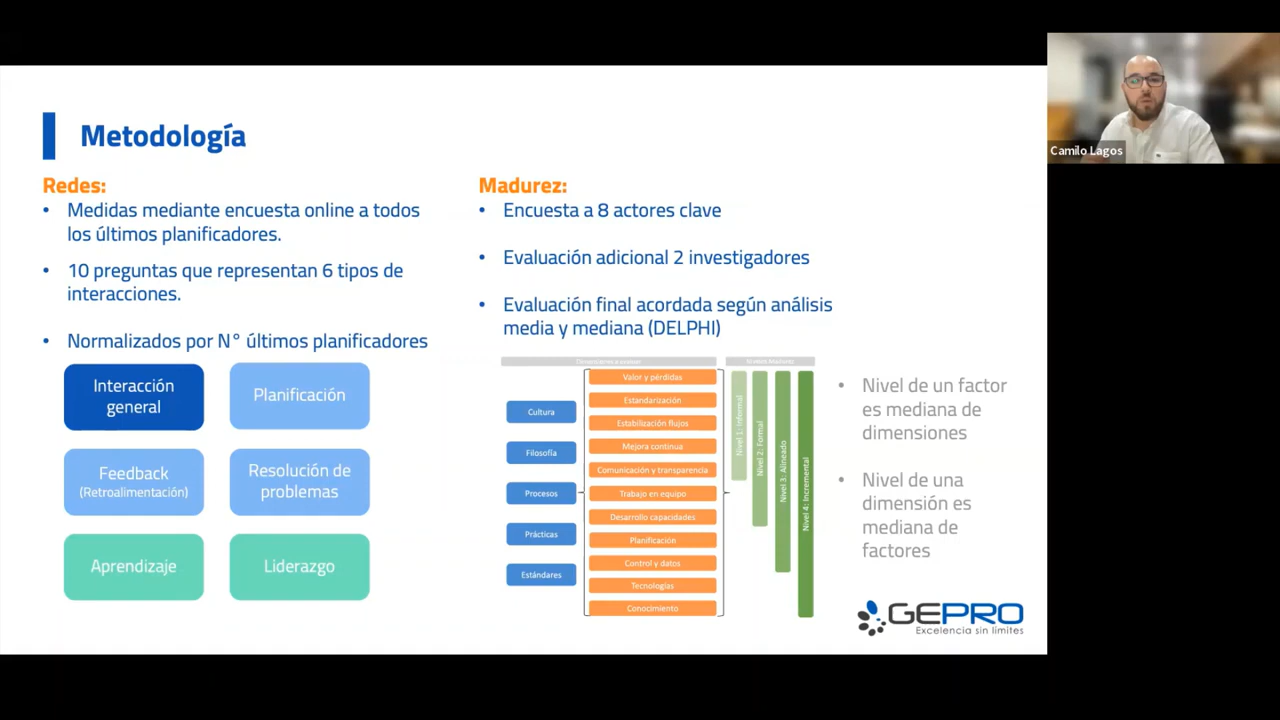 Metodología
Redes:
• Medidas mediante encuesta online a todos
los últimos planificadores.
• 10 preguntas que representan 6 tipos de
interacciones.
• Normalizados por N° últimos planificadores
Interacción
general
Planificación
Feedback
(Retroalimentación)
Resolución de
problemas
Aprendizaje
Liderazgo
Madurez:
• Encuesta a 8 actores clave
• Evaluación adicional 2 investigadores
• Evaluación final acordada según análisis
media y mediana (DELPHI)
Cultura
Filosofía
Procesos
Prácticas
Estándares
Valor y pérdidas
Estandarización
Estabilización flujos
Mejora continua
Comunicación y transparencia
Trabajo en equipo
Desarrollo capacidades
Planificación
Control y datos
Tecnologías
Conocimiento
Nivel 1: Informal
Nivel 2: Formal
Nivel 3: Alineado
Nivel 4: Incremental
• Nivel de un factor
es mediana de
dimensiones
• Nivel de una
dimensión es
mediana de
factores
GEPRO
Excelencia sin límites
Camilo Lagos